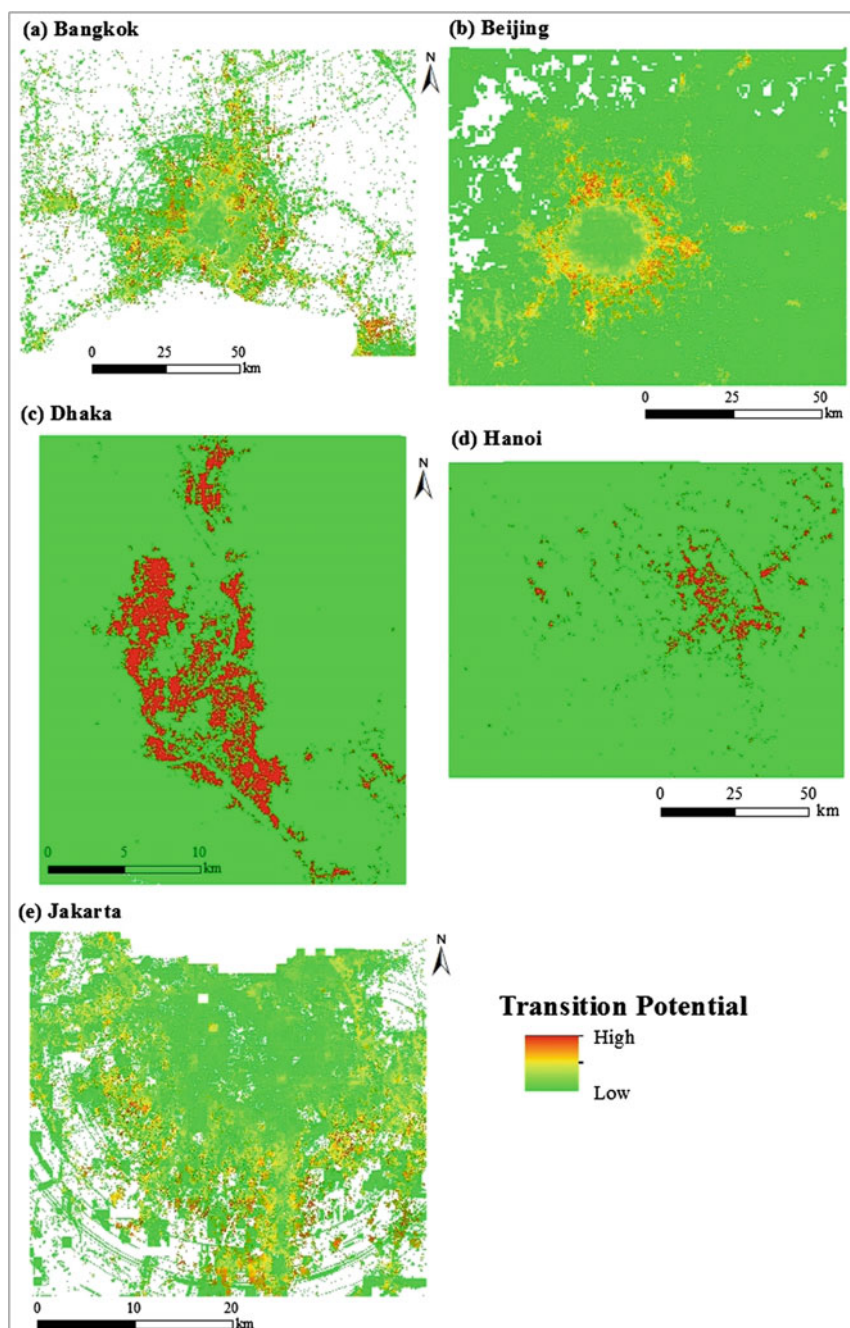 (a) Bangkok
N
0 25 50
km
(b) Beijing
0 25 50
km
(c) Dhaka
N
0 5 10
km
(d) Hanoi
0 25 50
km
(e) Jakarta
N
0 10 20
km
Transition Potential
High
Low